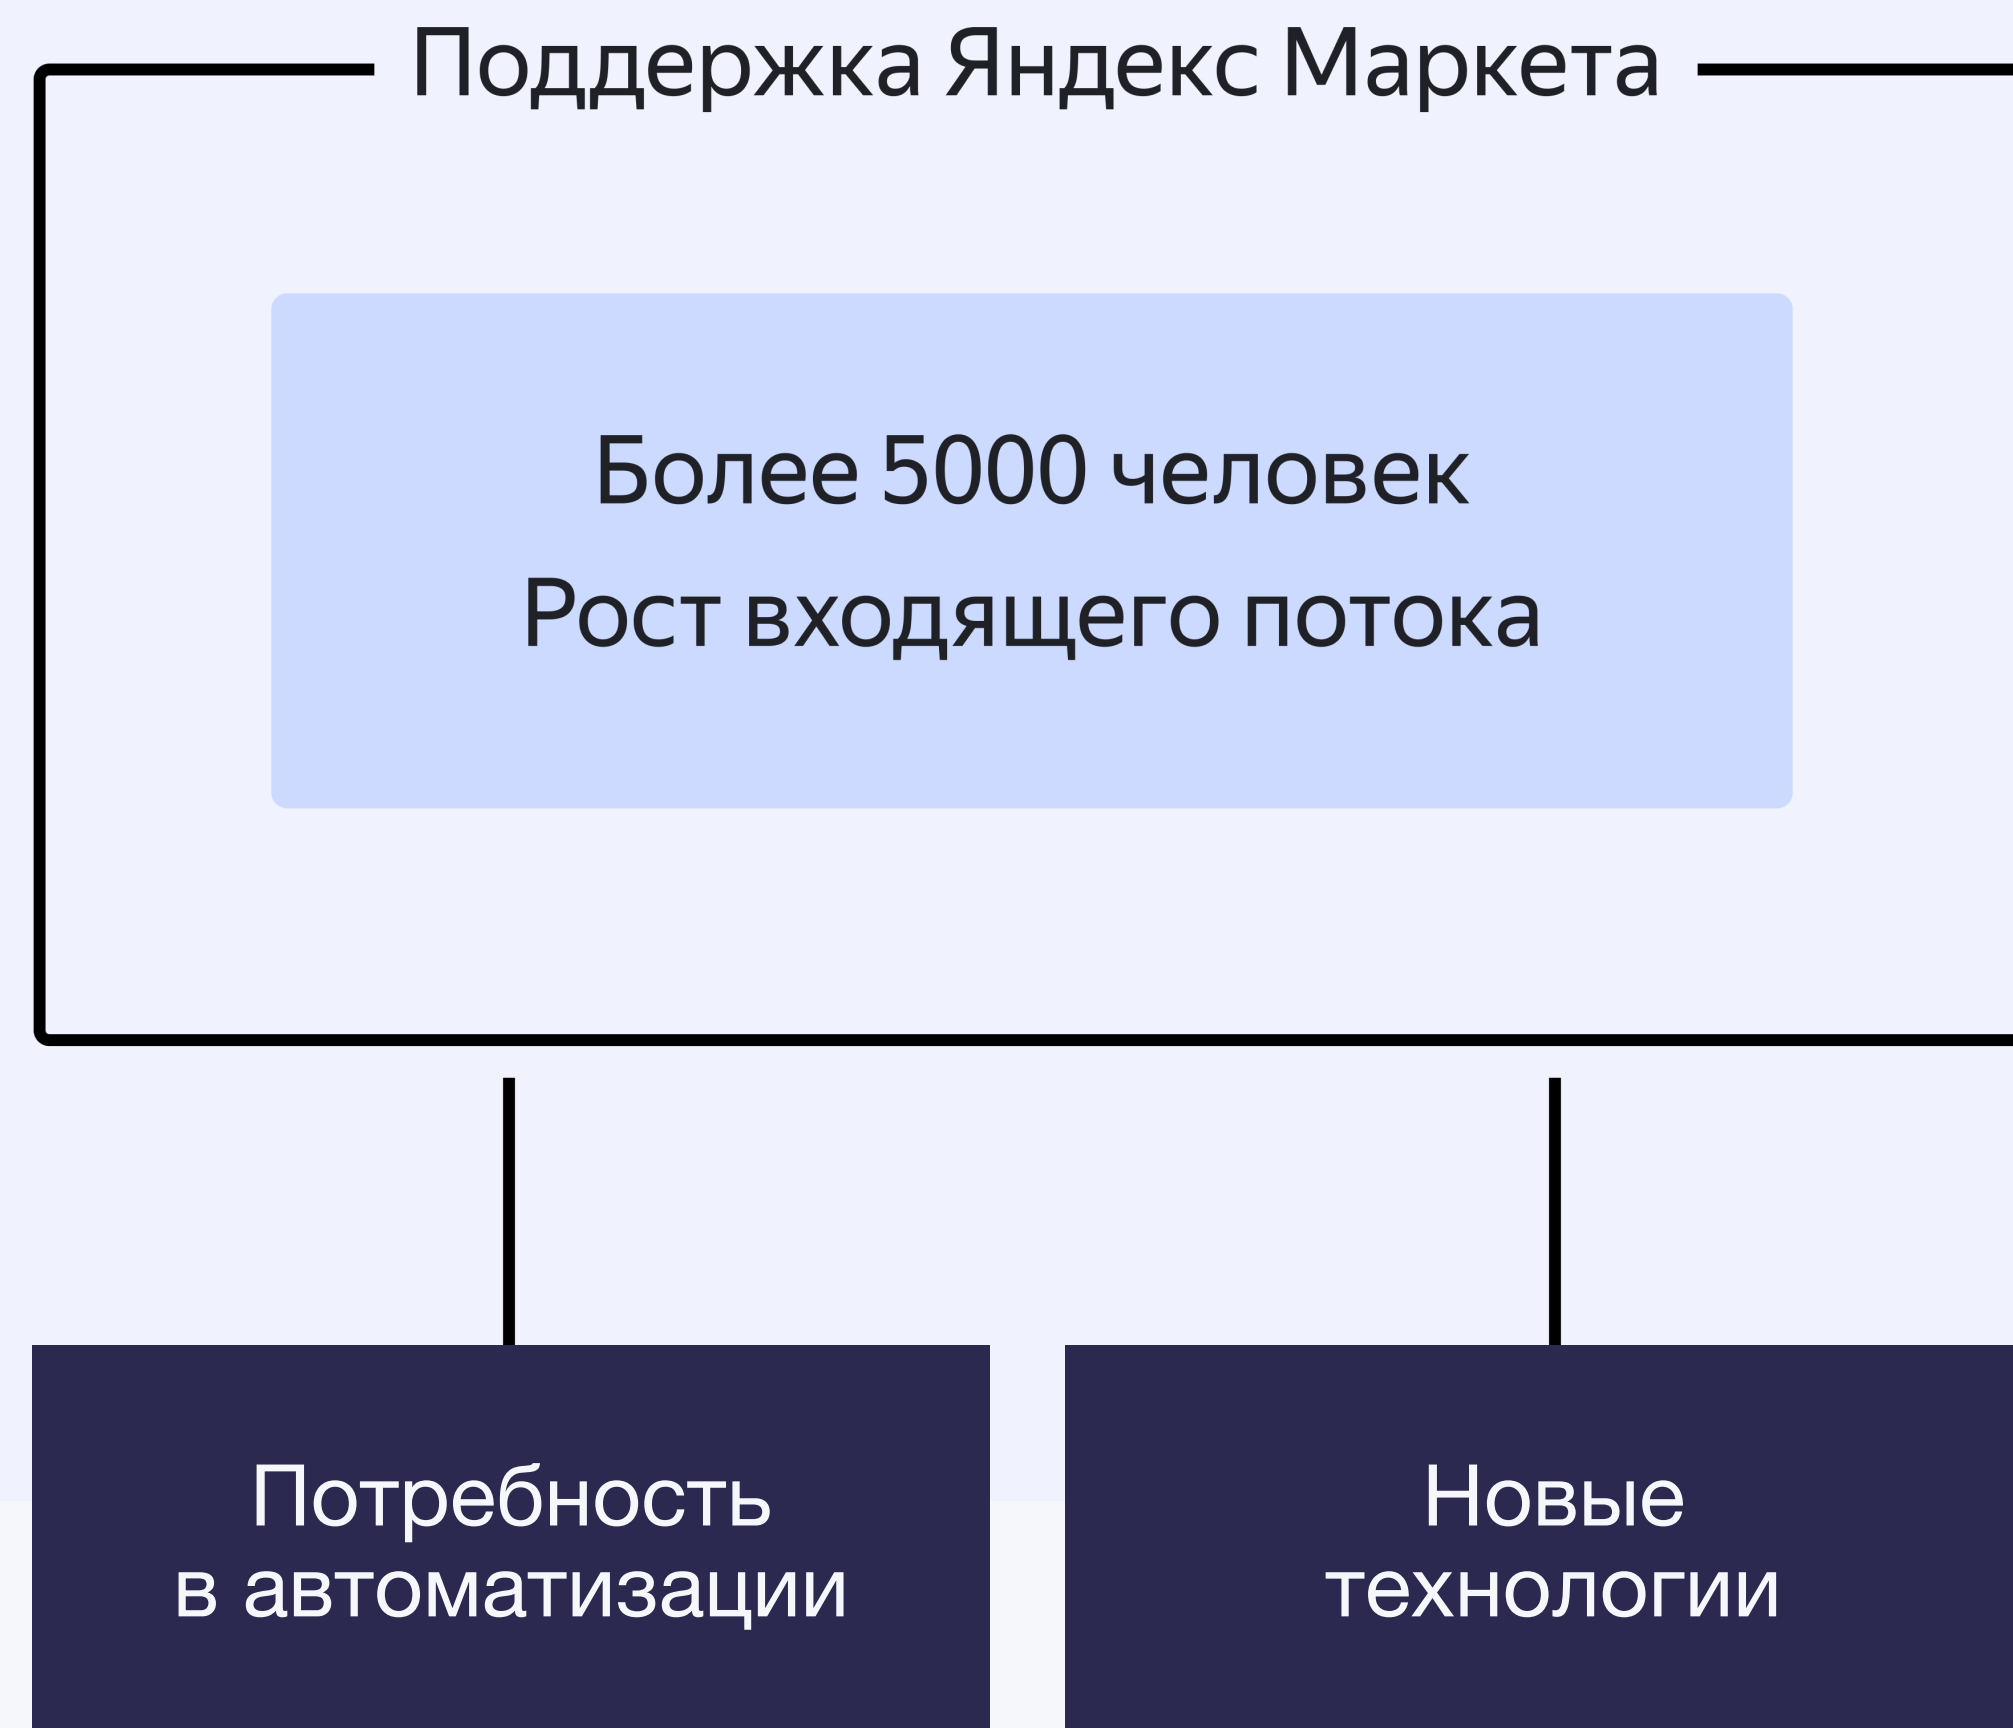 Поддержка Яндекс Маркета
Более 5000 человек
Рост входящего потока
Потребность
в автоматизации
Новые
технологии